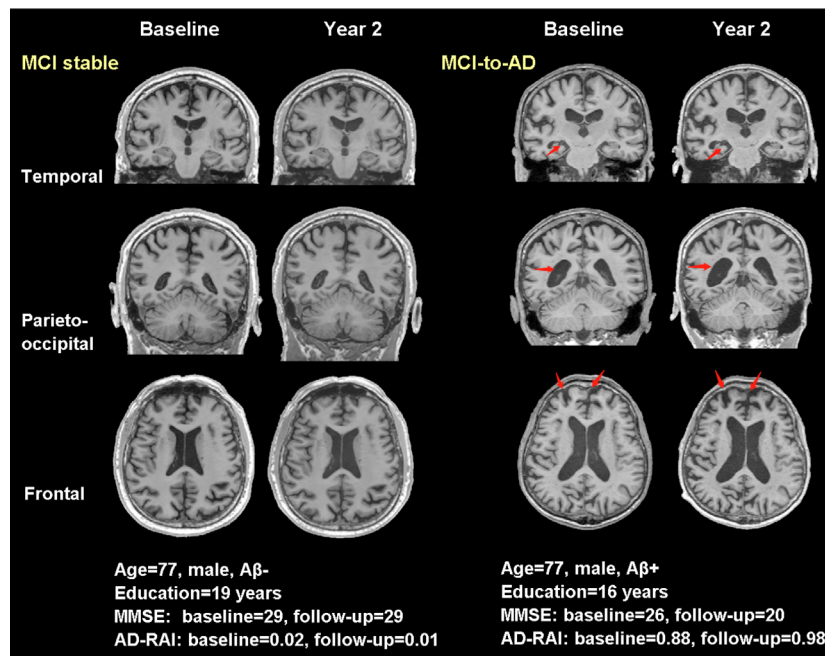 Baseline Year 2 Baseline Year 2
MCI stable MCI-to-AD
Temporal
Parieto-
occipital
Frontal
Age=77, male, Aβ-
Education=19 years
MMSE: baseline=29, follow-up=29
AD-RAI: baseline=0.02, follow-up=0.01
Age=77, male, Aβ+
Education=16 years
MMSE: baseline=26, follow-up=20
AD-RAI: baseline=0.88, follow-up=0.98